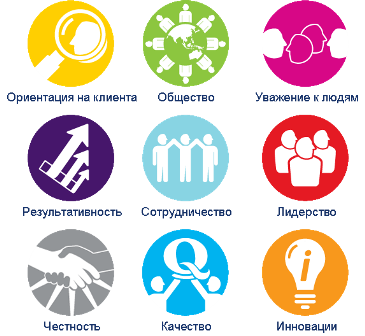 Ориентация на клиента
Общество
Уважение к людям
Результативность
Сотрудничество
Лидерство
Q
i
Честность
Качество
Инновации